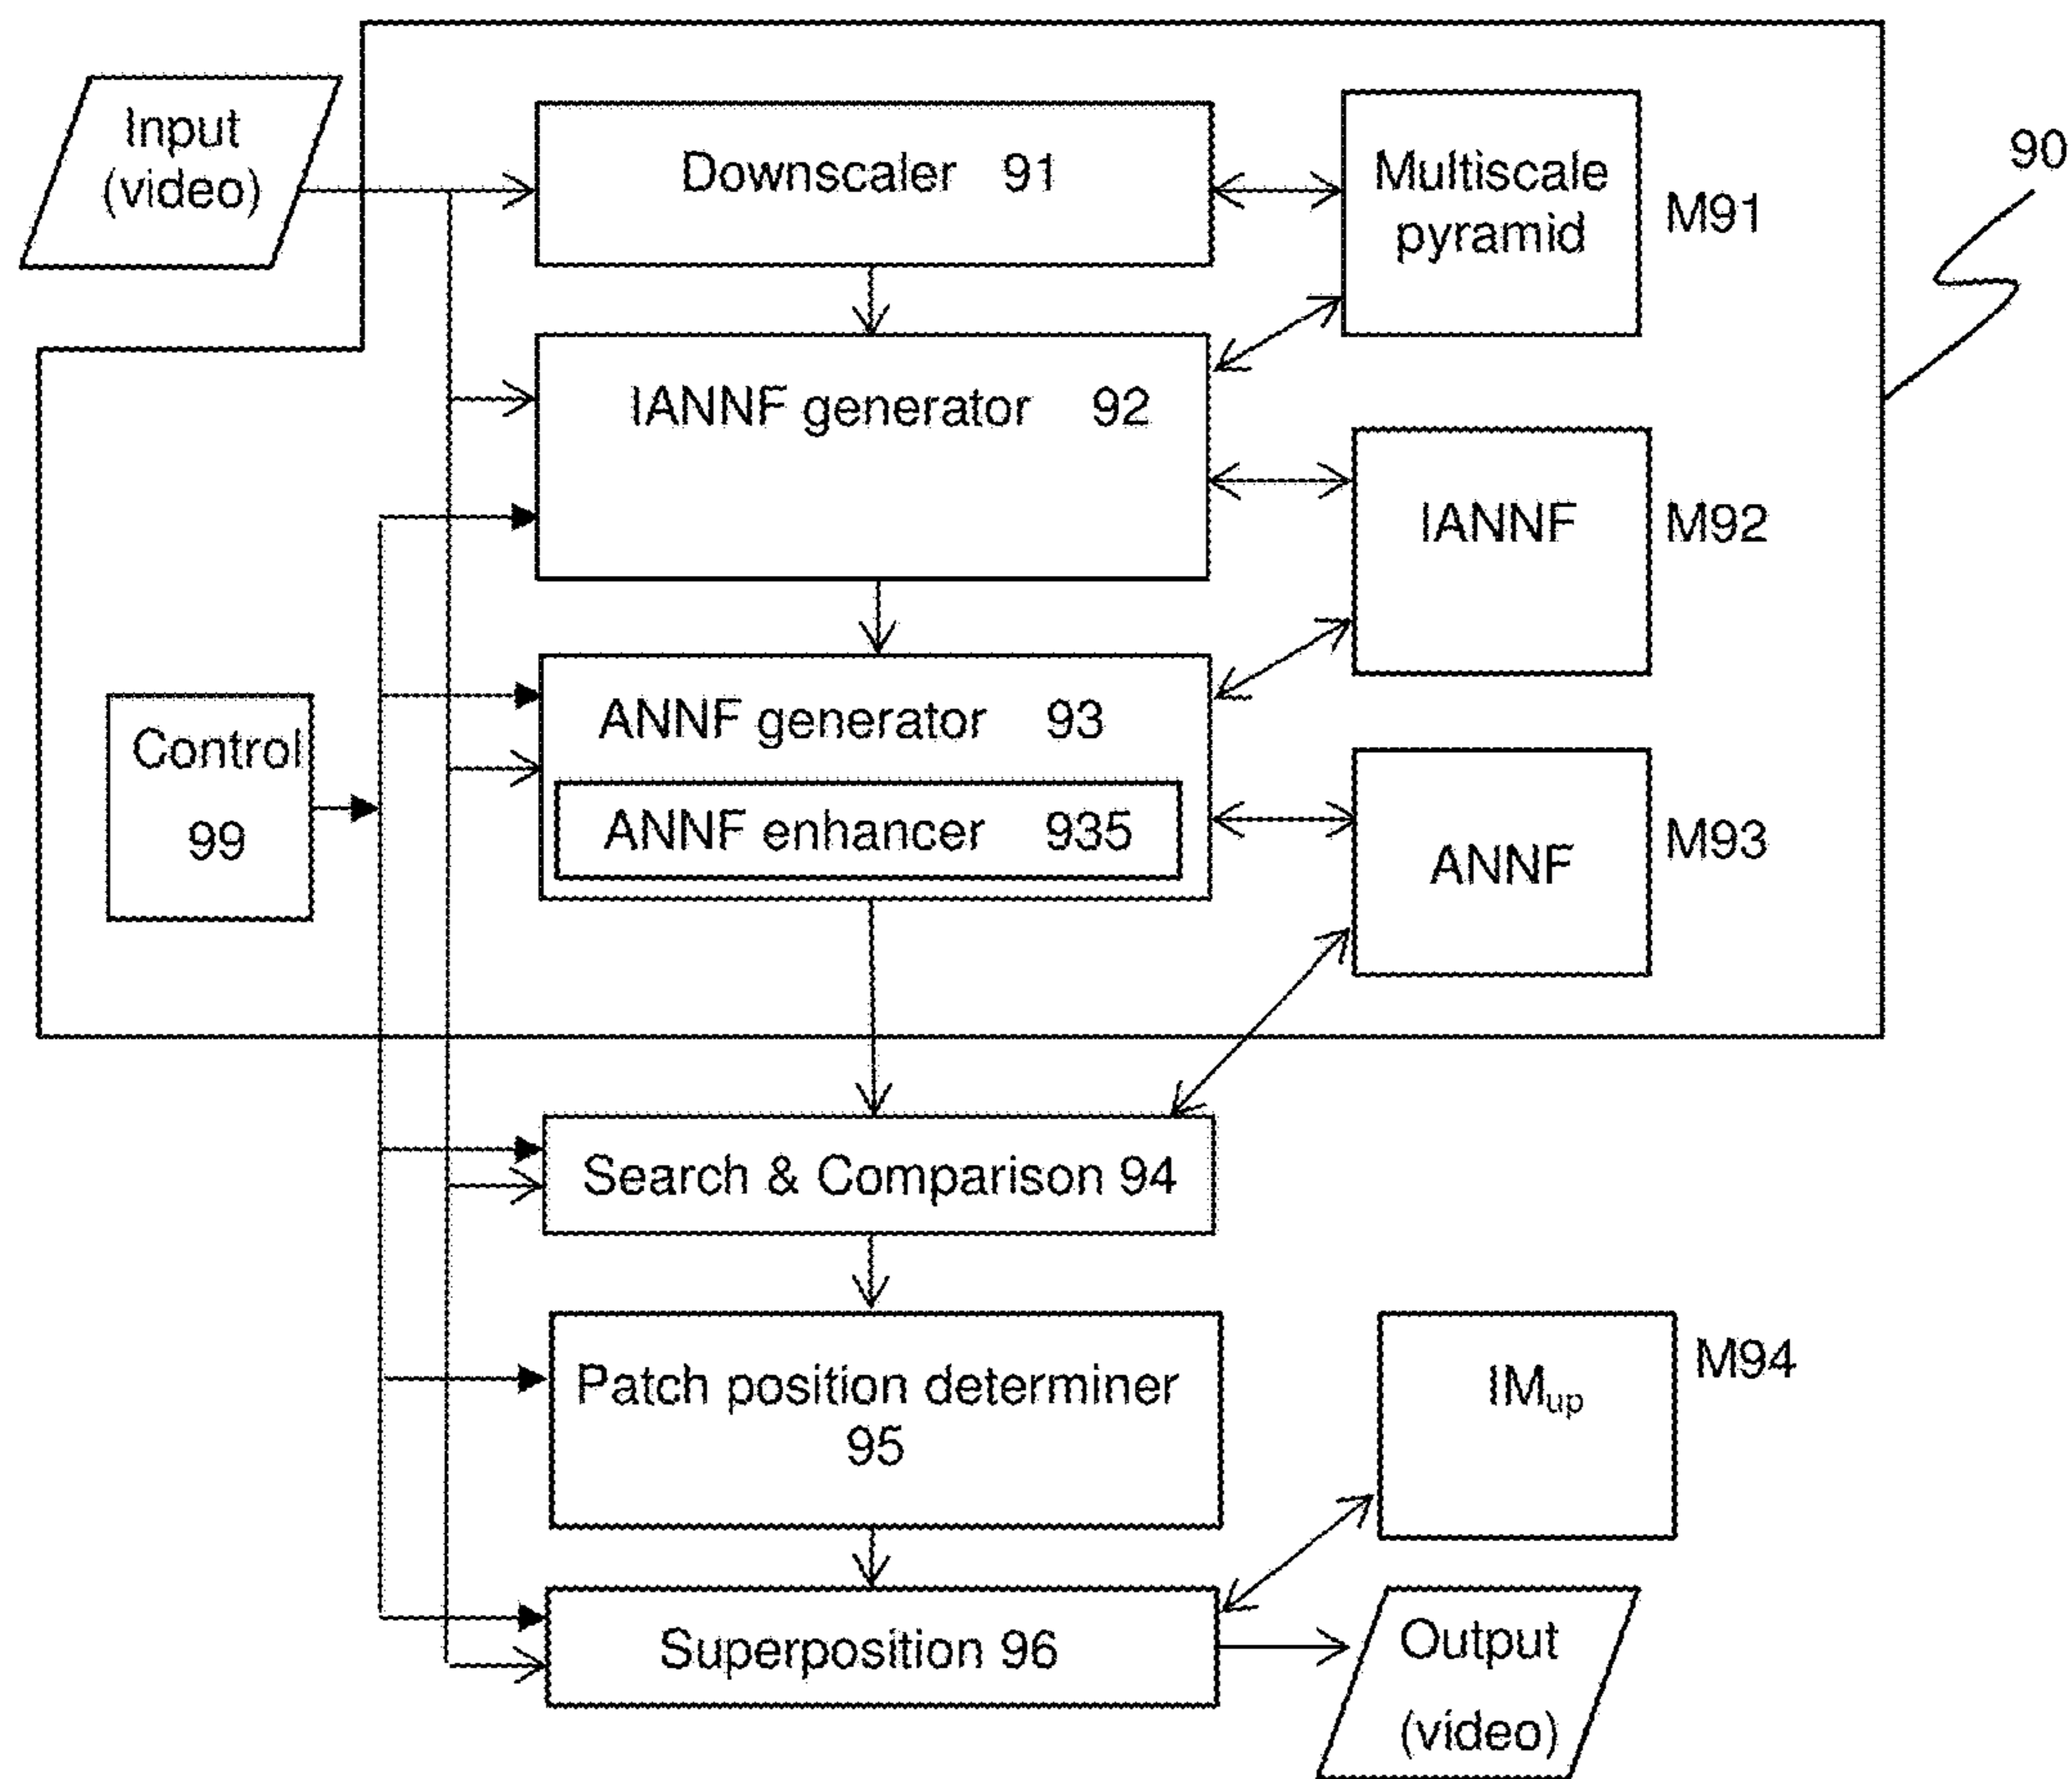 Input
(video)
Downscaler 91
Multiscale
pyramid
M91
90
IANNF generator 92
IANNF
M92
Control
99
ANNF generator 93
ANNF enhancer 935
ANNF
M93
Search & Comparison 94
Patch position determiner
95
IMup
M94
Superposition 96
Output
(video)